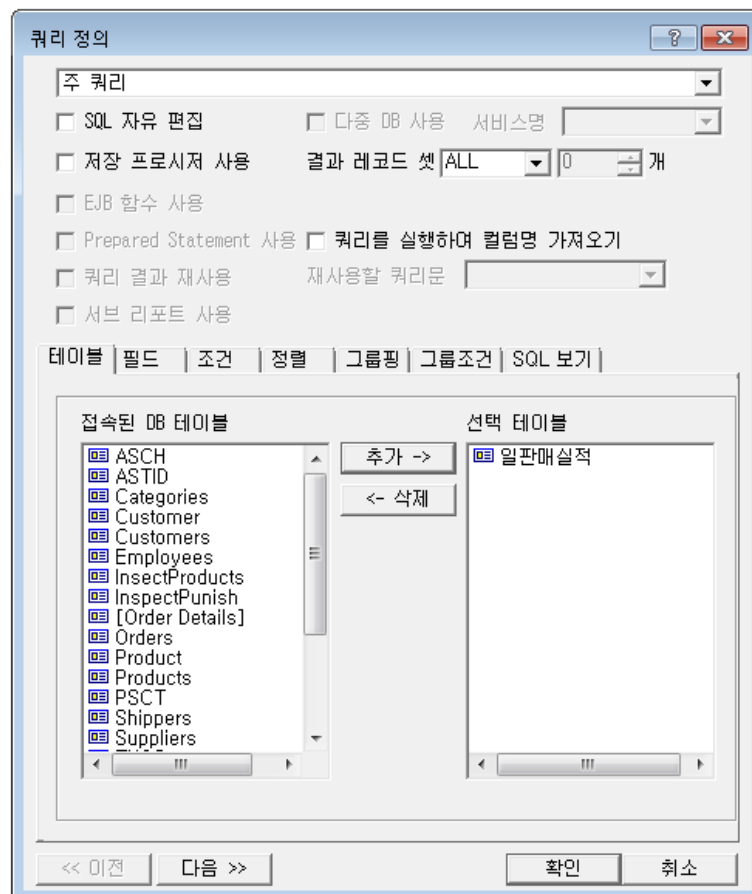 쿼리 정의
주 쿼리
SQL 자유 편집 다중 DB 사용 서비스명
저장 프로시저 사용 결과 레코드 셋 ALL 0 개
EJB 함수 사용
Prepared Statement 사용 쿼리를 실행하여 컬럼명 가져오기
쿼리 결과 재사용 재사용할 쿼리문
서브 리포트 사용
테이블 필드 조건 정렬 그룹핑 그룹조건 SQL 보기
접속된 DB 테이블 선택 테이블
ASCH 추가 -> 일판매실적
ASTID
Categories <- 삭제
Customer
Customers
Employees
InsectProducts
InspectPunish
[Order Details]
Orders
Product
Products
PSCT
Shippers
Suppliers
<< 이전 다음 >> 확인 취소